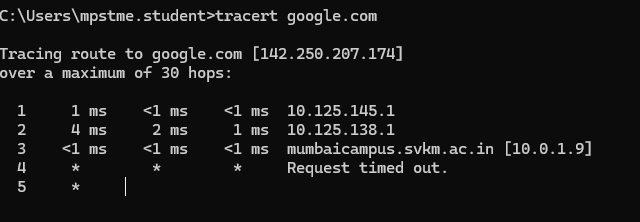 C:\Users\mpstme.student>tracert google.com
Tracing route to google.com [142.250.207.174]
over a maximum of 30 hops:
1 1 ms <1 ms <1 ms 10.125.145.1
2 4 ms 2 ms 1 ms 10.125.138.1
3 <1 ms <1 ms <1 ms mumbaicampus.svkm.ac.in [10.0.1.9]
4 * * * Request timed out.
5 *